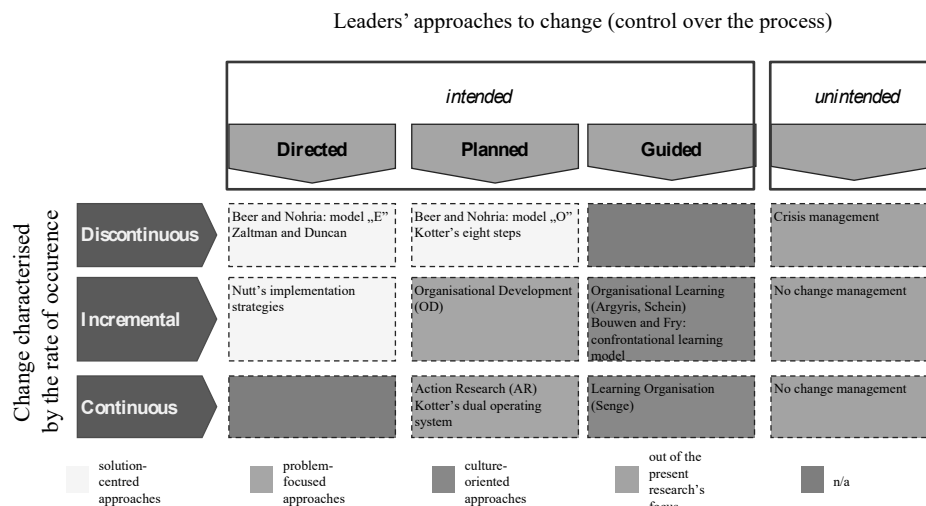 Leaders’ approaches to change (control over the process)
intended
unintended
Directed
Planned
Guided
Change characterised
by the rate of occurence
Discontinuous
Beer and Nohria: model „E”
Zaltman and Duncan
Beer and Nohria: model „O”
Kotter’s eight steps
Crisis management
Incremental
Nutt’s implementation
strategies
Organisational Development
(OD)
Organisational Learning
(Argyris, Schein)
Bouwen and Fry:
confrontational learning
model
No change management
Continuous
Action Research (AR)
Kotter’s dual operating
system
Learning Organisation
(Senge)
No change management
solution-
centred
approaches
problem-
focused
approaches
culture-
oriented
approaches
out of the
present
research’s
focus
n/a